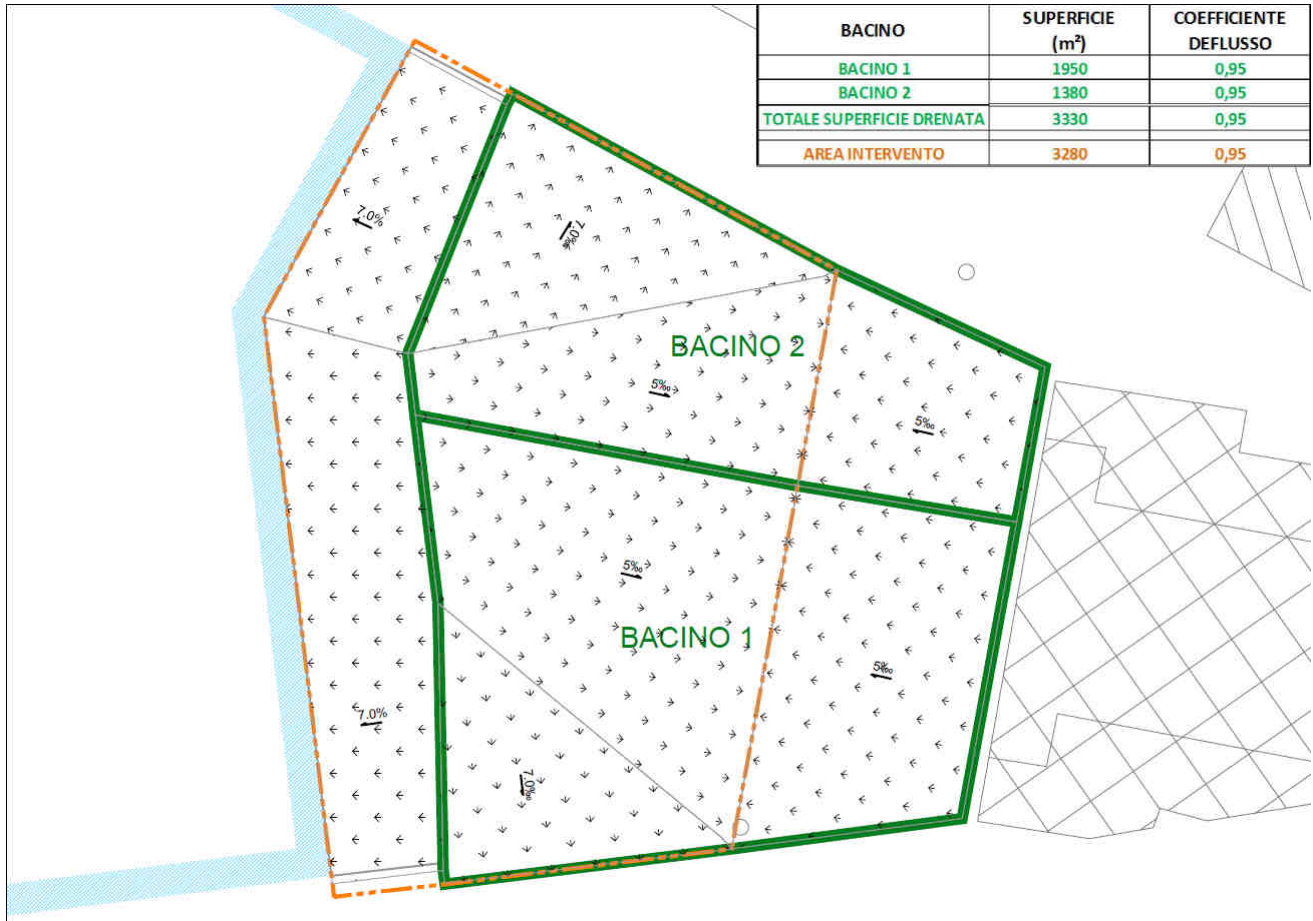 BACINO SUPERFICIE (m²) COEFFICIENTE DEFLUSSO
BACINO 1 1950 0,95
BACINO 2 1380 0,95
TOTALE SUPERFICIE DRENATA 3330 0,95
AREA INTERVENTO 3280 0,95
7.0%
7.0‰
BACINO 2
5‰
5‰
5‰
BACINO 1
5‰
7.0%
7.0‰